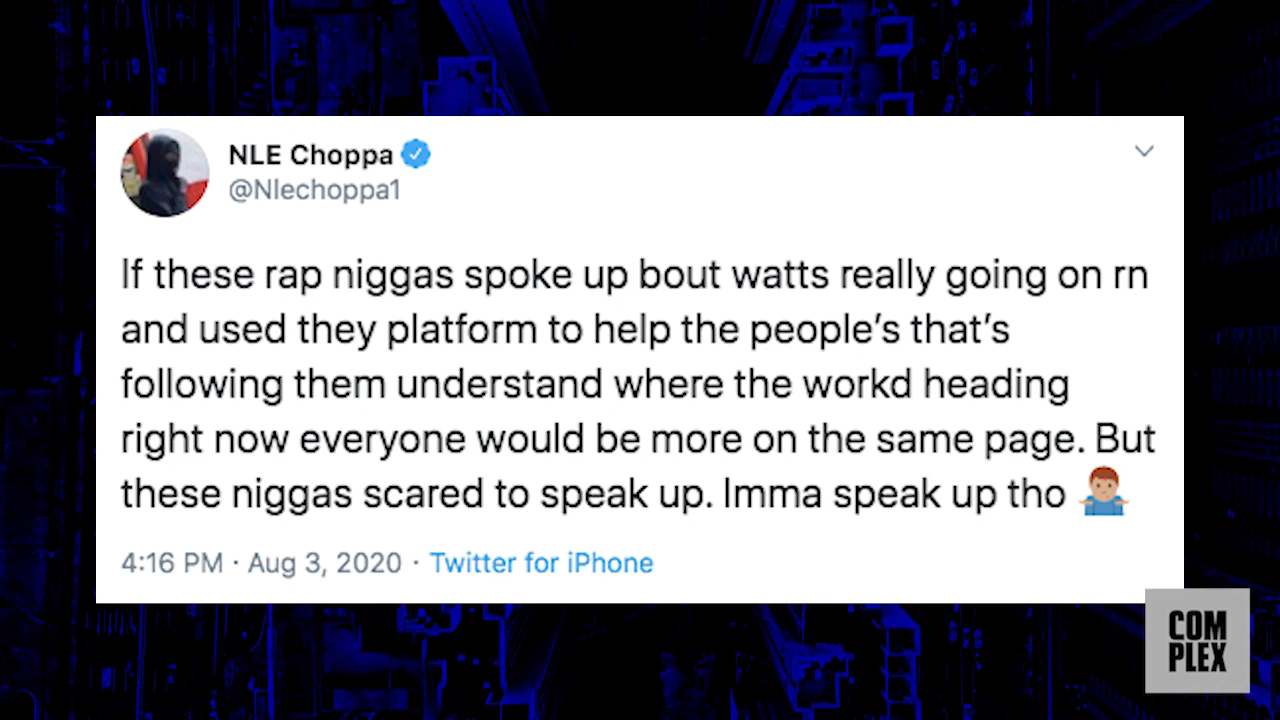 NLE Choppa
@Nlechoppa1
If these rap niggas spoke up bout watts really going on rn
and used they platform to help the people’s that’s
following them understand where the workd heading
right now everyone would be more on the same page. But
these niggas scared to speak up. Imma speak up tho 🤷🏽‍♂️
4:16 PM · Aug 3, 2020 · Twitter for iPhone
COM
PLEX